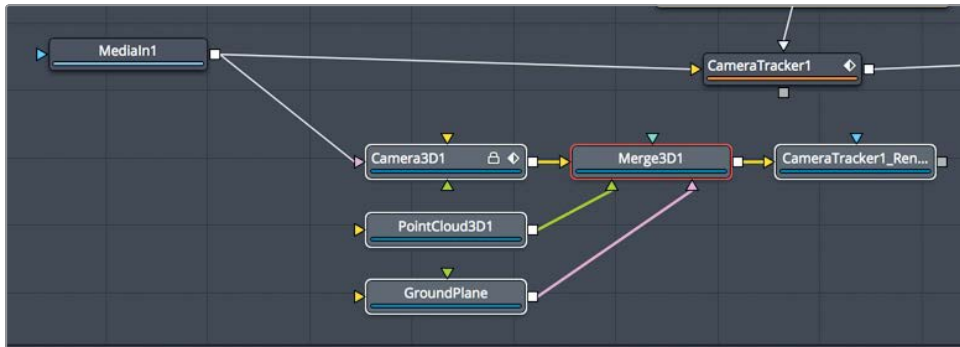 MediaIn1
CameraTracker1
Camera3D1
Merge3D1
CameraTracker1_Ren...
PointCloud3D1
GroundPlane